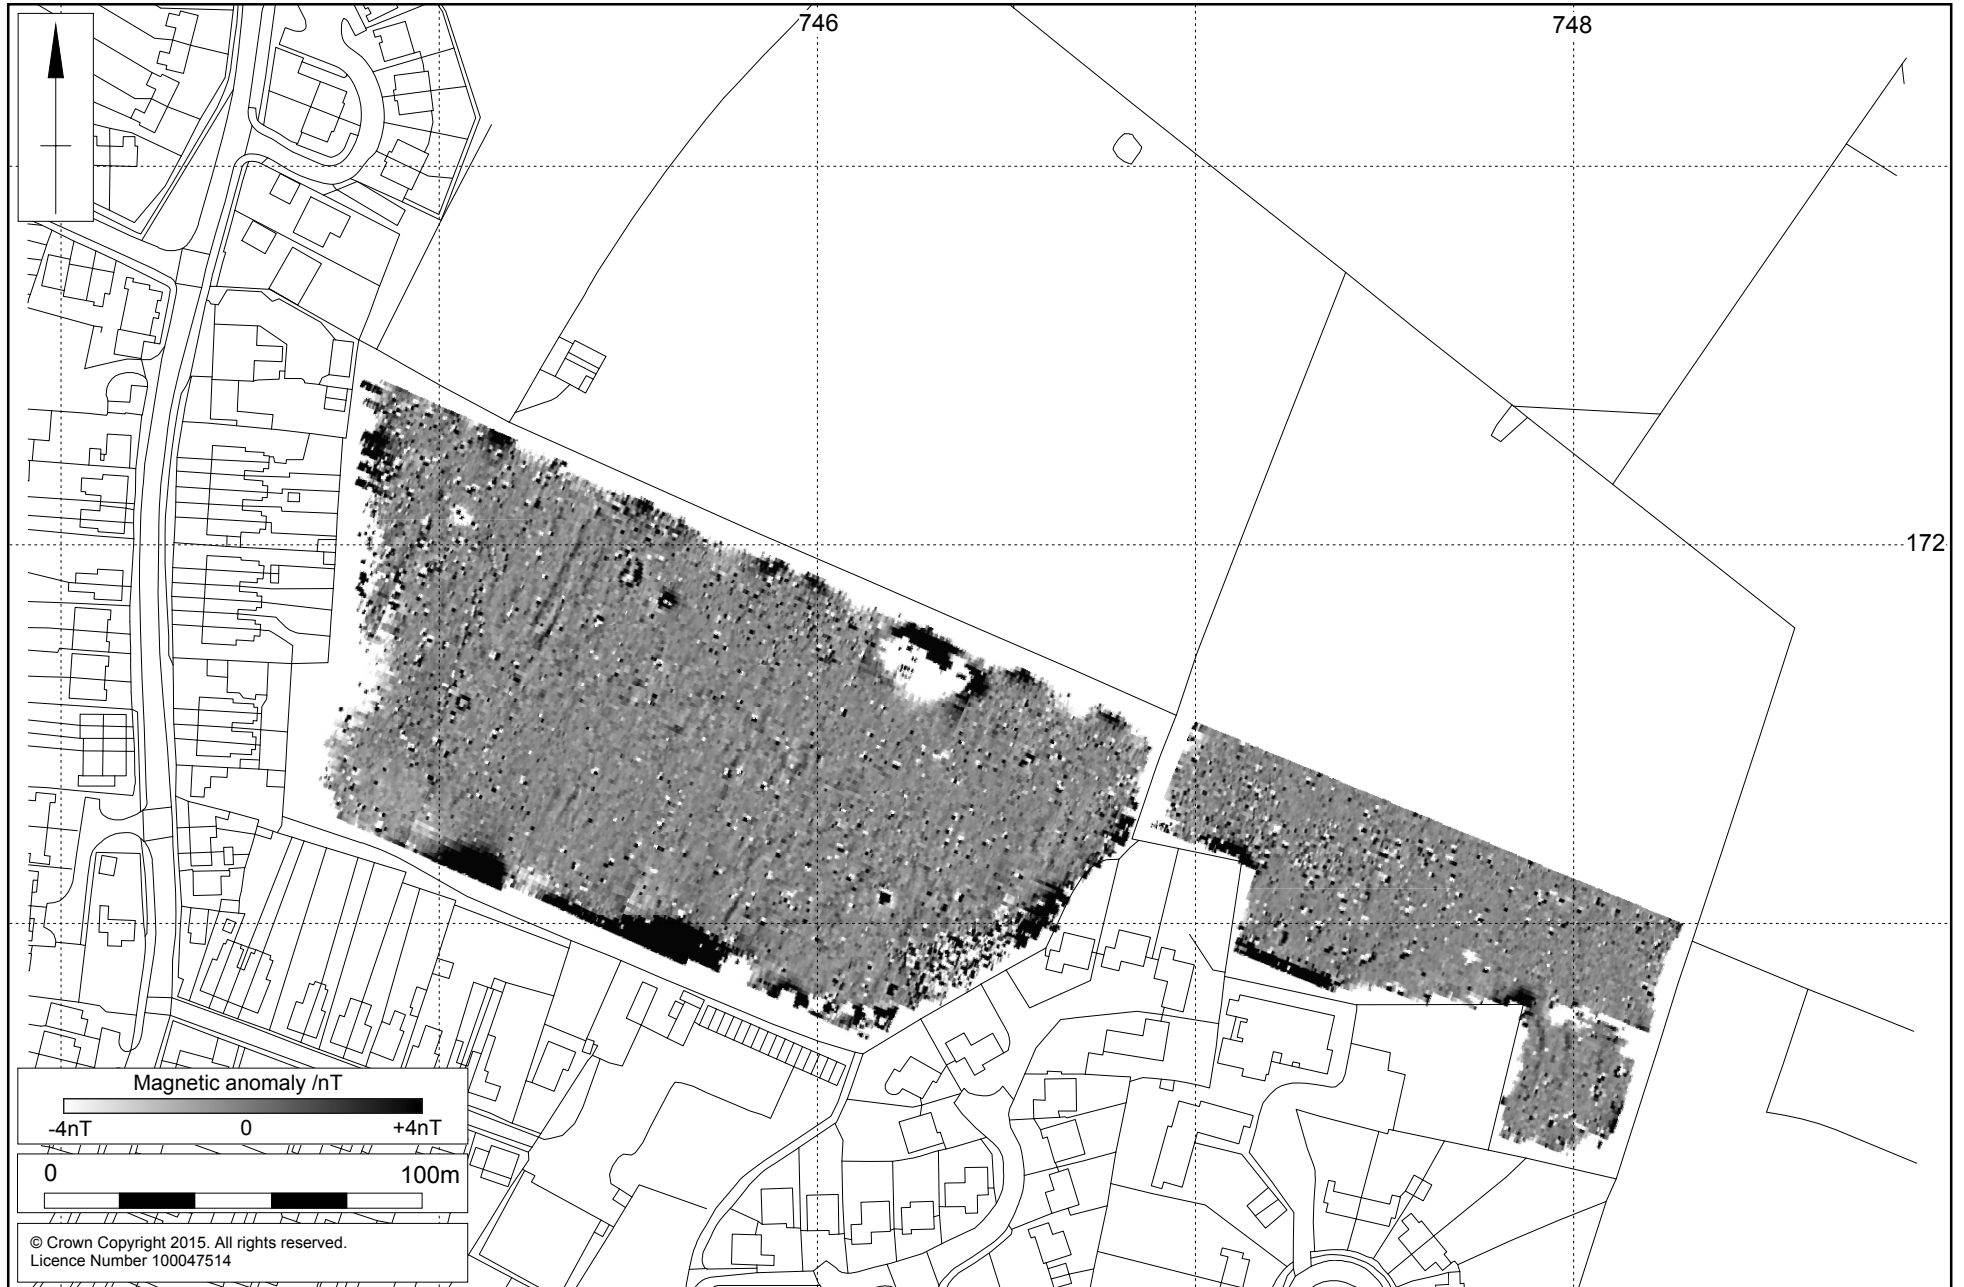 746
748
172
Magnetic anomaly /nT
-4nT 0 +4nT
0 100m
© Crown Copyright 2015. All rights reserved.
Licence Number 100047514